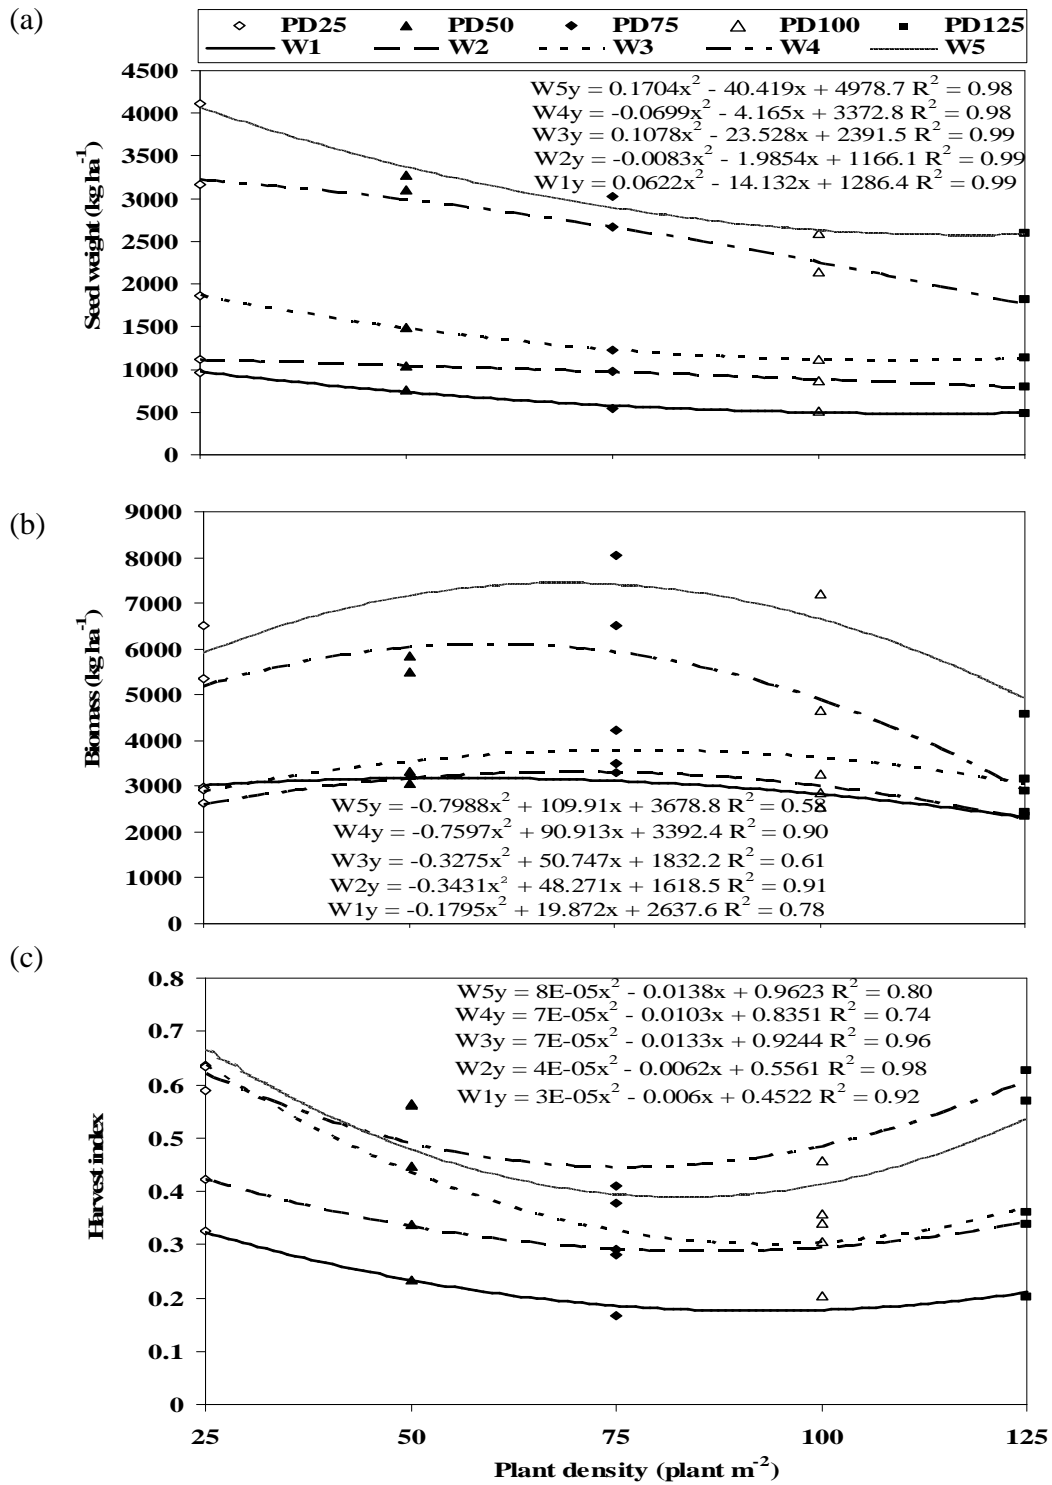 (a)
PD25 PD50 PD75 PD100 PD125
W1 W2 W3 W4 W5
4500
4000
3500
3000
2500
2000
1500
1000
500
0
Seed weight (kg ha-1)
W5y = 0.1704x2 - 40.419x + 4978.7 R2 = 0.98
W4y = -0.0699x2 - 4.165x + 3372.8 R2 = 0.98
W3y = 0.1078x2 - 23.528x + 2391.5 R2 = 0.99
W2y = -0.0083x2 - 1.9854x + 1166.1 R2 = 0.99
W1y = 0.0622x2 - 14.132x + 1286.4 R2 = 0.99
(b)
9000
8000
7000
6000
5000
4000
3000
2000
1000
0
Biomass (kg ha-1)
W5y = -0.7988x2 + 109.91x + 3678.8 R2 = 0.58
W4y = -0.7597x2 + 90.913x + 3392.4 R2 = 0.90
W3y = -0.3275x2 + 50.747x + 1832.2 R2 = 0.61
W2y = -0.3431x2 + 48.271x + 1618.5 R2 = 0.91
W1y = -0.1795x2 + 19.872x + 2637.6 R2 = 0.78
(c)
0.8
0.7
0.6
0.5
0.4
0.3
0.2
0.1
0
Harvest index
W5y = 8E-05x2 - 0.0138x + 0.9623 R2 = 0.80
W4y = 7E-05x2 - 0.0103x + 0.8351 R2 = 0.74
W3y = 7E-05x2 - 0.0133x + 0.9244 R2 = 0.96
W2y = 4E-05x2 - 0.0062x + 0.5561 R2 = 0.98
W1y = 3E-05x2 - 0.006x + 0.4522 R2 = 0.92
25 50 75 100 125
Plant density (plant m-2)